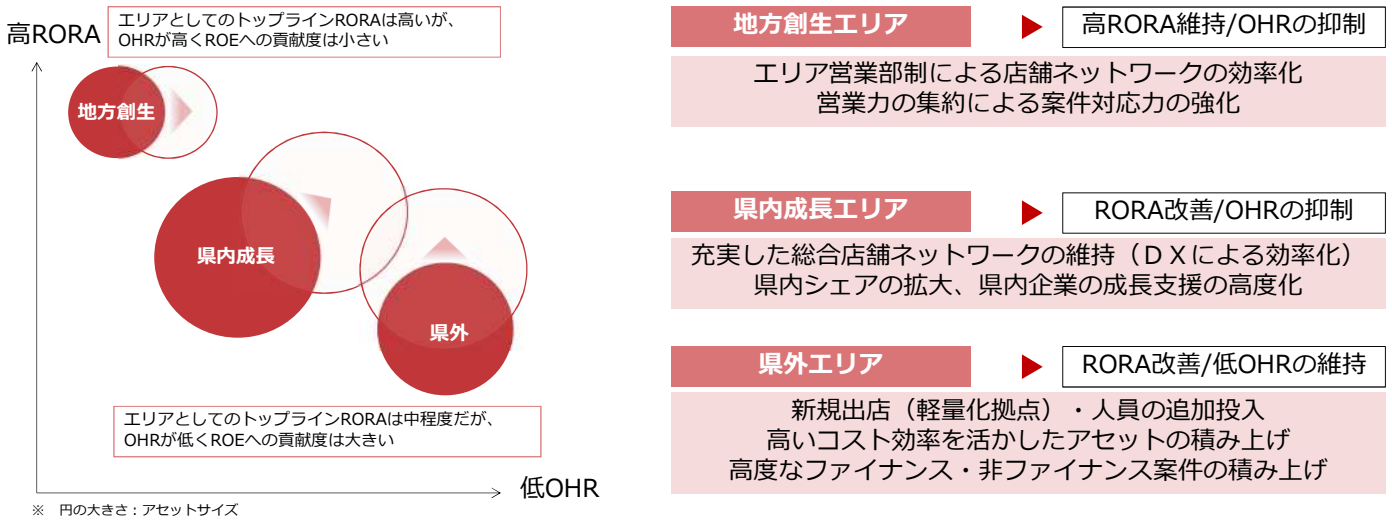 高RORA
エリアとしてのトップラインRORAは高いが、
OHRが高くROEへの貢献度は小さい
地方創生
県内成長
県外
エリアとしてのトップラインRORAは中程度だが、
OHRが低くROEへの貢献度は大きい
低OHR
※　円の大きさ：アセットサイズ
地方創生エリア
高RORA維持/OHRの抑制
エリア営業部制による店舗ネットワークの効率化
営業力の集約による案件対応力の強化
県内成長エリア
RORA改善/OHRの抑制
充実した総合店舗ネットワークの維持（ＤＸによる効率化）
県内シェアの拡大、県内企業の成長支援の高度化
県外エリア
RORA改善/低OHRの維持
新規出店（軽量化拠点）・人員の追加投入
高いコスト効率を活かしたアセットの積み上げ
高度なファイナンス・非ファイナンス案件の積み上げ